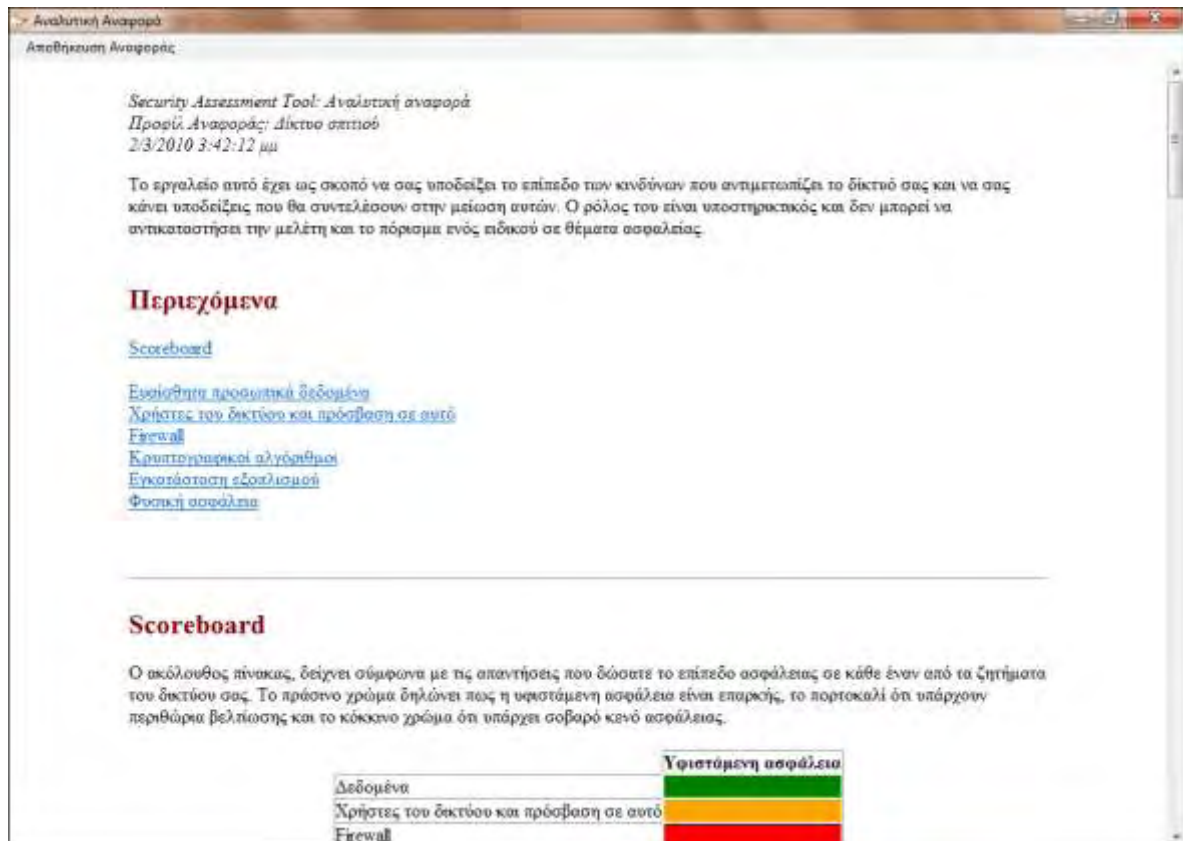 Αναλυτική Αναφορά
Αποθήκευση Αναφοράς
Security Assessment Tool: Αναλυτική αναφορά
Προφίλ Αναφοράς: Δίκτυο σπιτιού
2/3/2010 3:42:12 μμ
Το εργαλείο αυτό έχει ως σκοπό να σας υποδείξει το επίπεδο των κινδύνων που αντιμετωπίζει το δίκτυό σας και να σας
κάνει υποδείξεις που θα συντελέσουν στην μείωση αυτών. Ο ρόλος του είναι υποστηρικτικός και δεν μπορεί να
αντικαταστήσει την μελέτη και το πόρισμα ενός ειδικού σε θέματα ασφαλείας.
Περιεχόμενα
Scoreboard
Ευαίσθητα προσωπικά δεδομένα
Χρήστες του δικτύου και πρόσβαση σε αυτό
Firewall
Κρυπτογραφικοί αλγόριθμοι
Εγκατάσταση εξοπλισμού
Φυσική ασφάλεια
Scoreboard
Ο ακόλουθος πίνακας, δείχνει σύμφωνα με τις απαντήσεις που δώσατε το επίπεδο ασφάλειας σε κάθε έναν από τα ζητήματα
του δικτύου σας. Το πράσινο χρώμα δηλώνει πως η υφιστάμενη ασφάλεια είναι επαρκής, το πορτοκαλί ότι υπάρχουν
περιθώρια βελτίωσης και το κόκκινο χρώμα ότι υπάρχει σοβαρό κενό ασφάλειας.
Υφιστάμενη ασφάλεια
Δεδομένα
Χρήστες του δικτύου και πρόσβαση σε αυτό
Firewall